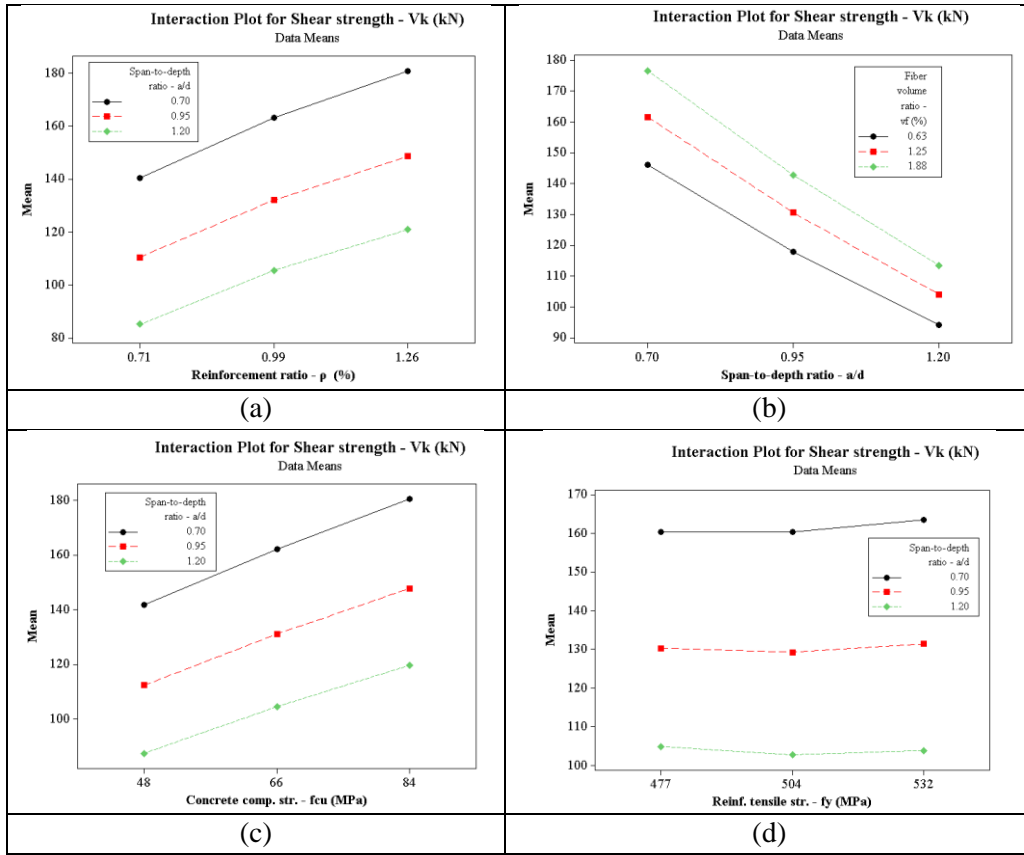 Interaction Plot for Shear strength - Vk (kN)
Data Means
Span-to-depth
ratio - a/d
0.70
0.95
1.20
180
160
140
120
100
80
Mean
0.71
0.99
1.26
Reinforcement ratio - ρ (%)
(a)
Interaction Plot for Shear strength - Vk (kN)
Data Means
Fiber
volume
ratio -
vf (%)
0.63
1.25
1.88
180
170
160
150
140
130
120
110
100
90
Mean
0.70
0.95
1.20
Span-to-depth ratio - a/d
(b)
Interaction Plot for Shear strength - Vk (kN)
Data Means
Span-to-depth
ratio - a/d
0.70
0.95
1.20
180
160
140
120
100
Mean
48
66
84
Concrete comp. str. - fcu (MPa)
(c)
Interaction Plot for Shear strength - Vk (kN)
Data Means
Span-to-depth
ratio - a/d
0.70
0.95
1.20
170
160
150
140
130
120
110
100
Mean
477
504
532
Reinf. tensile str. - fy (MPa)
(d)